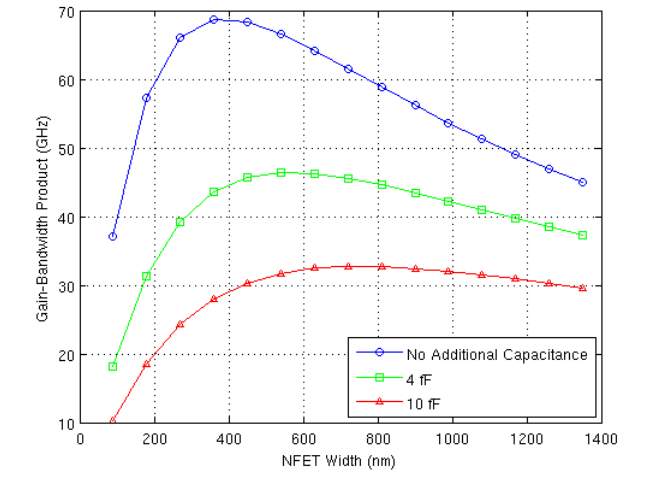 70
60
50
40
30
20
10
Gain-Bandwidth Product (GHz)
No Additional Capacitance
4 fF
10 fF
0 200 400 600 800 1000 1200 1400
NFET Width (nm)